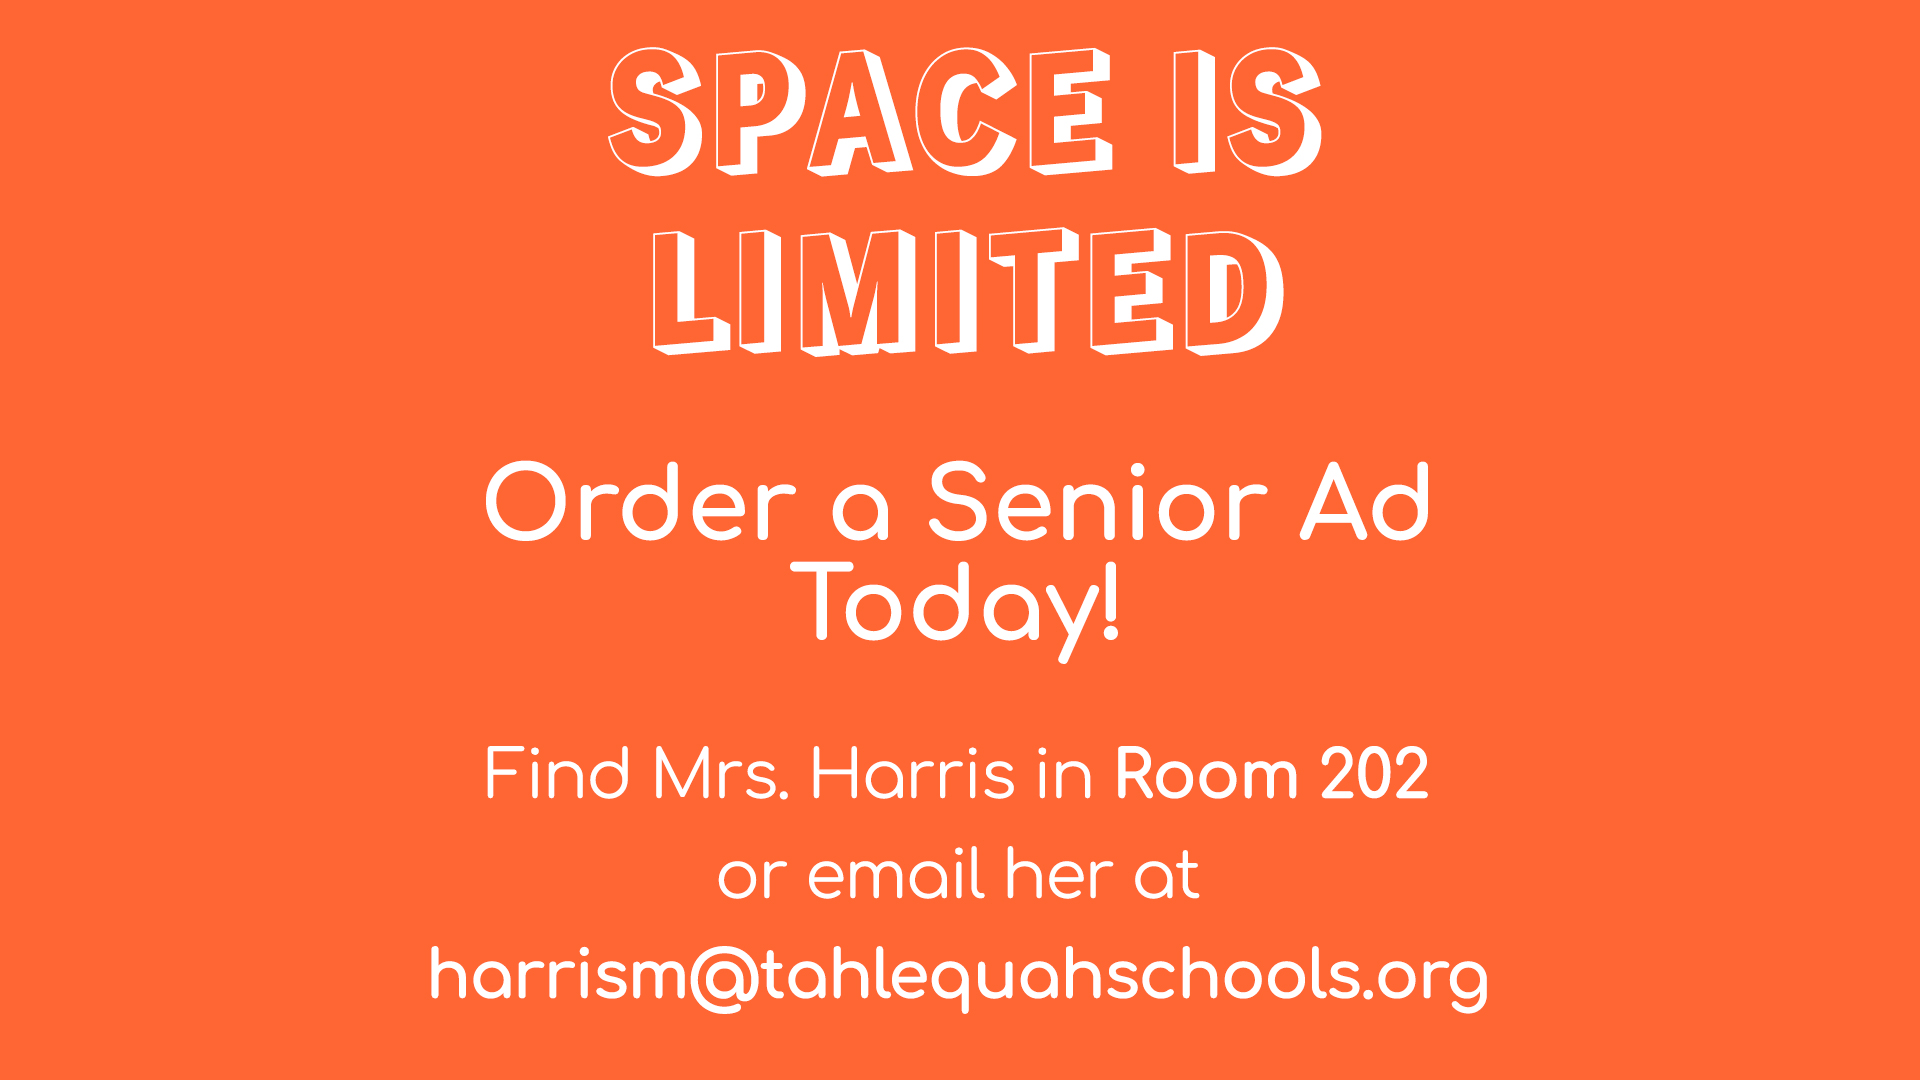 SPACE IS
LIMITED
Order a Senior Ad
Today!
Find Mrs. Harris in Room 202
or email her at
harrism@tahlequahschools.org